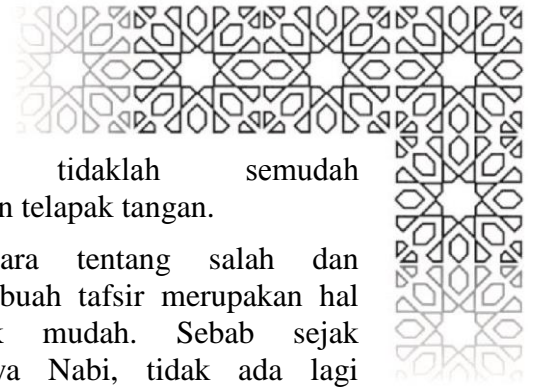 tidaklah semudah
n telapak tangan.
ara tentang salah dan
buah tafsir merupakan hal
k mudah. Sebab sejak
ya Nabi, tidak ada lagi